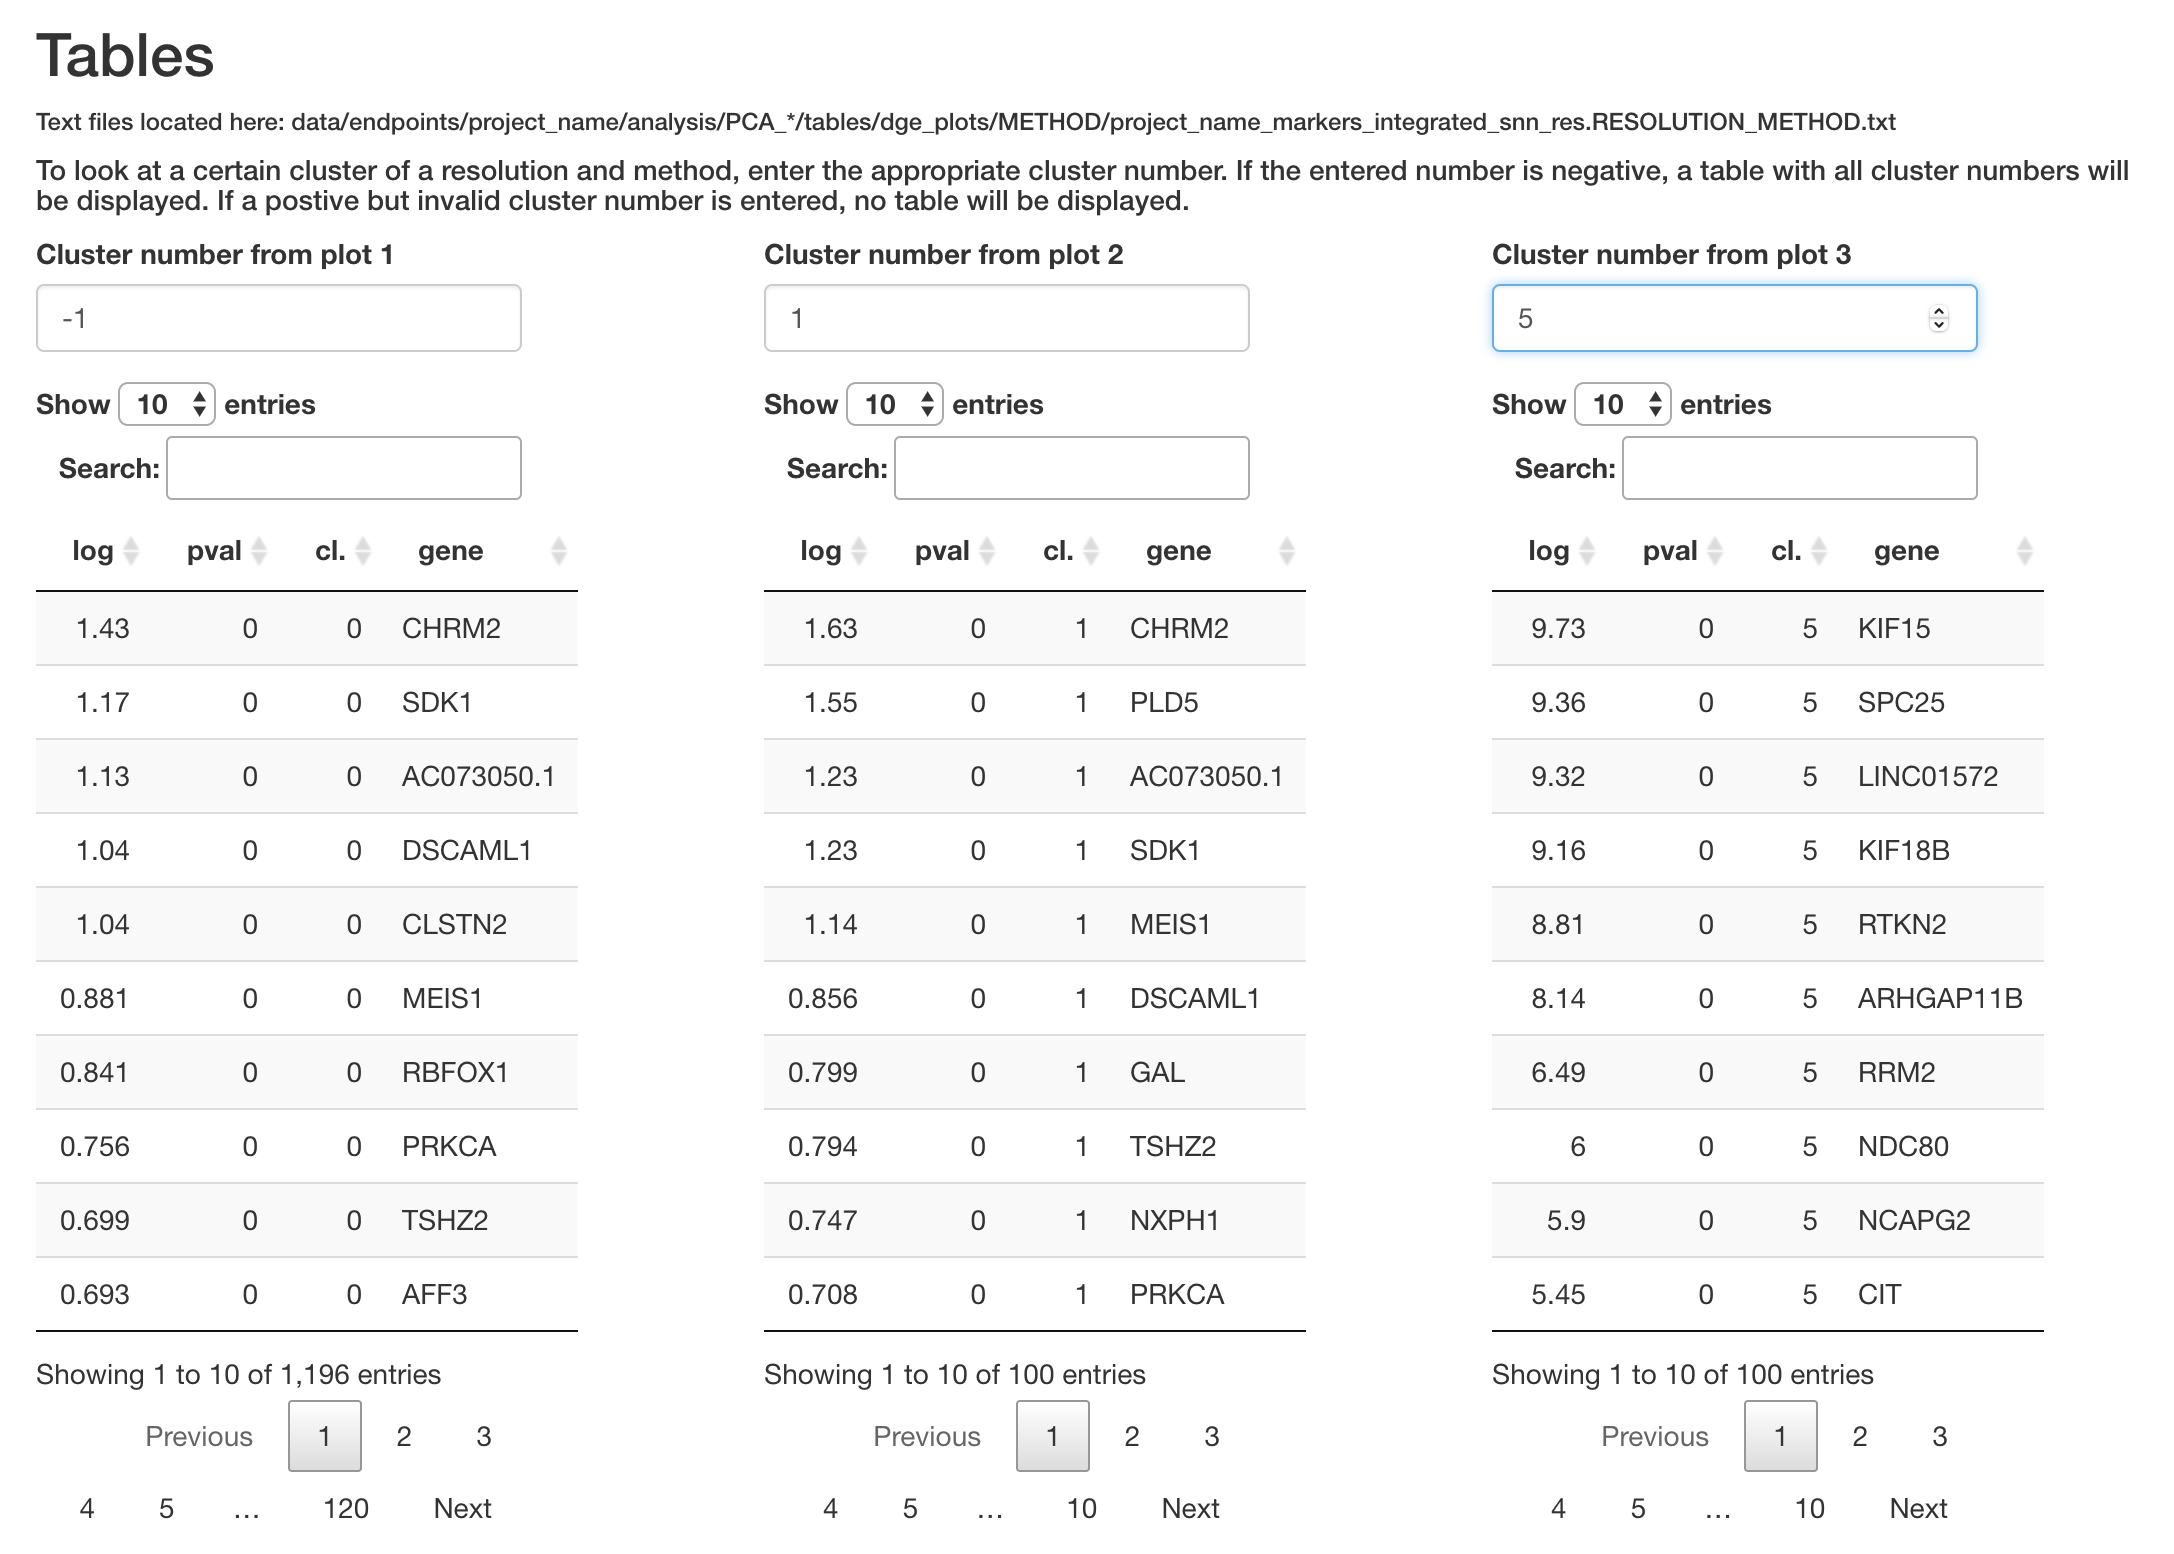 Tables
Text files located here: data/endpoints/project_name/analysis/PCA_*/tables/dge_plots/METHOD/project_name_markers_integrated_snn_res.RESOLUTION_METHOD.txt
To look at a certain cluster of a resolution and method, enter the appropriate cluster number. If the entered number is negative, a table with all cluster numbers will
be displayed. If a postive but invalid cluster number is entered, no table will be displayed.
Cluster number from plot 1
-1
Show 10 entries
Search:
log pval cl. gene
1.43 0 0 CHRM2
1.17 0 0 SDK1
1.13 0 0 AC073050.1
1.04 0 0 DSCAML1
1.04 0 0 CLSTN2
0.881 0 0 MEIS1
0.841 0 0 RBFOX1
0.756 0 0 PRKCA
0.699 0 0 TSHZ2
0.693 0 0 AFF3
Showing 1 to 10 of 1,196 entries
Previous 1 2 3
4 5 ... 120 Next
Cluster number from plot 2
1
Show 10 entries
Search:
log pval cl. gene
1.63 0 1 CHRM2
1.55 0 1 PLD5
1.23 0 1 AC073050.1
1.23 0 1 SDK1
1.14 0 1 MEIS1
0.856 0 1 DSCAML1
0.799 0 1 GAL
0.794 0 1 TSHZ2
0.747 0 1 NXPH1
0.708 0 1 PRKCA
Showing 1 to 10 of 100 entries
Previous 1 2 3
4 5 ... 10 Next
Cluster number from plot 3
5
Show 10 entries
Search:
log pval cl. gene
9.73 0 5 KIF15
9.36 0 5 SPC25
9.32 0 5 LINC01572
9.16 0 5 KIF18B
8.81 0 5 RTKN2
8.14 0 5 ARHGAP11B
6.49 0 5 RRM2
6 0 5 NDC80
5.9 0 5 NCAPG2
5.45 0 5 CIT
Showing 1 to 10 of 100 entries
Previous 1 2 3
4 5 ... 10 Next